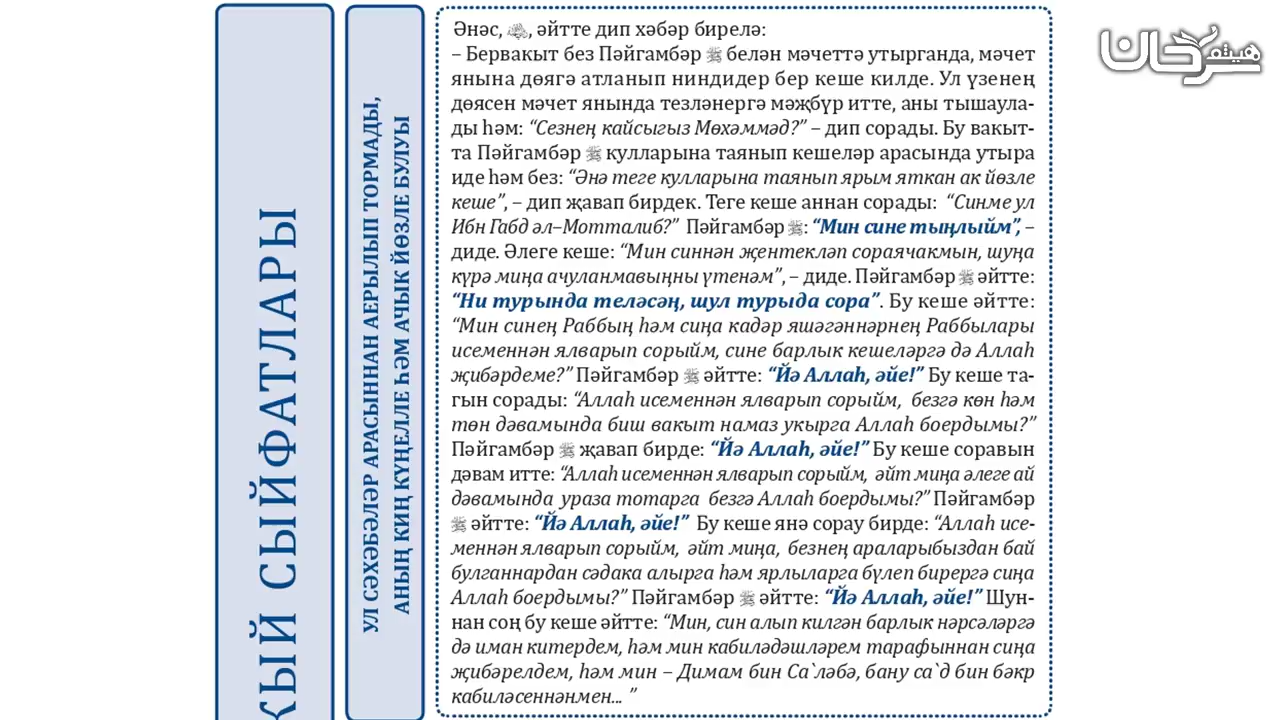 КЫЙ СЫЙФАТЛАРЫ
УЛ СӘХӘБӘЛӘР АРАСЫННАН АЕРЫЛЫП ТОРМАДЫ,
АНЫҢ КИҢ КҮҢЕЛЛЕ ҺӘМ АЧЫК ЙӨЗЛЕ БУЛУЫ
Әнәс, , әйтте дип хәбәр бирелә:
– Бервакыт без Пәйгамбәр ﷺ белән мәчеттә утырганда, мәчет
янына дөягә атланып ниндидер бер кеше килде. Ул үзенең
дөясен мәчет янында тезләнергә мәҗбүр итте, аны тышаула-
ды һәм: “Сезнең кайсыгыз Мөхәммәд?” – дип сорады. Бу вакыт-
та Пәйгамбәр ﷺ кулларына таянып кешеләр арасында утыра
иде һәм без: “Әнә теге кулларына таянып ярым яткан ак йөзле
кеше”, – дип җавап бирдек. Теге кеше аннан сорады: “Синме ул
Ибн Габд әл–Мотталиб?” Пәйгамбәр ﷺ: “Мин сине тыңлыйм”, –
диде. Әлеге кеше: “Мин синнән җентекләп сораячакмын, шуңа
күрә миңа ачуланмавыңны үтенәм”, – диде. Пәйгамбәр ﷺ әйтте:
“Ни турында теләсәң, шул турыда сора”. Бу кеше әйтте:
“Мин синең Раббың һәм сиңа кадәр яшәгәннәрнең Раббылары
исеменнән ялварып сорыйм, сине барлык кешеләргә дә Аллаһ
җибәрдеме?” Пәйгамбәр ﷺ әйтте: “Йә Аллаһ, әйе!” Бу кеше та-
гын сорады: “Аллаһ исеменнән ялварып сорыйм, безгә көн һәм
төн дәвамында биш вакыт намаз укырга Аллаһ боердымы?”
Пәйгамбәр ﷺ җавап бирде: “Йә Аллаһ, әйе!” Бу кеше соравын
дәвам итте: “Аллаһ исеменнән ялварып сорыйм, әйт миңа әлеге ай
дәвамында ураза тотарга безгә Аллаһ боердымы?” Пәйгамбәр
ﷺ әйтте: “Йә Аллаһ, әйе!” Бу кеше янә сорау бирде: “Аллаһ исе-
меннән ялварып сорыйм, әйт миңа, безнең араларыбыздан бай
булганнардан сәдака алырга һәм ярлыларга бүлеп бирергә сиңа
Аллаһ боердымы?” Пәйгамбәр ﷺ әйтте: “Йә Аллаһ, әйе!” Шун-
нан соң бу кеше әйтте: “Мин, син алып килгән барлык нәрсәләргә
дә иман китердем, һәм мин кабиләдәшләрем тарафыннан сиңа
җибәрелдем, һәм мин – Димам бин Са`ләбә, бану са`д бин бәкр
кабиләсеннәнмен... ”